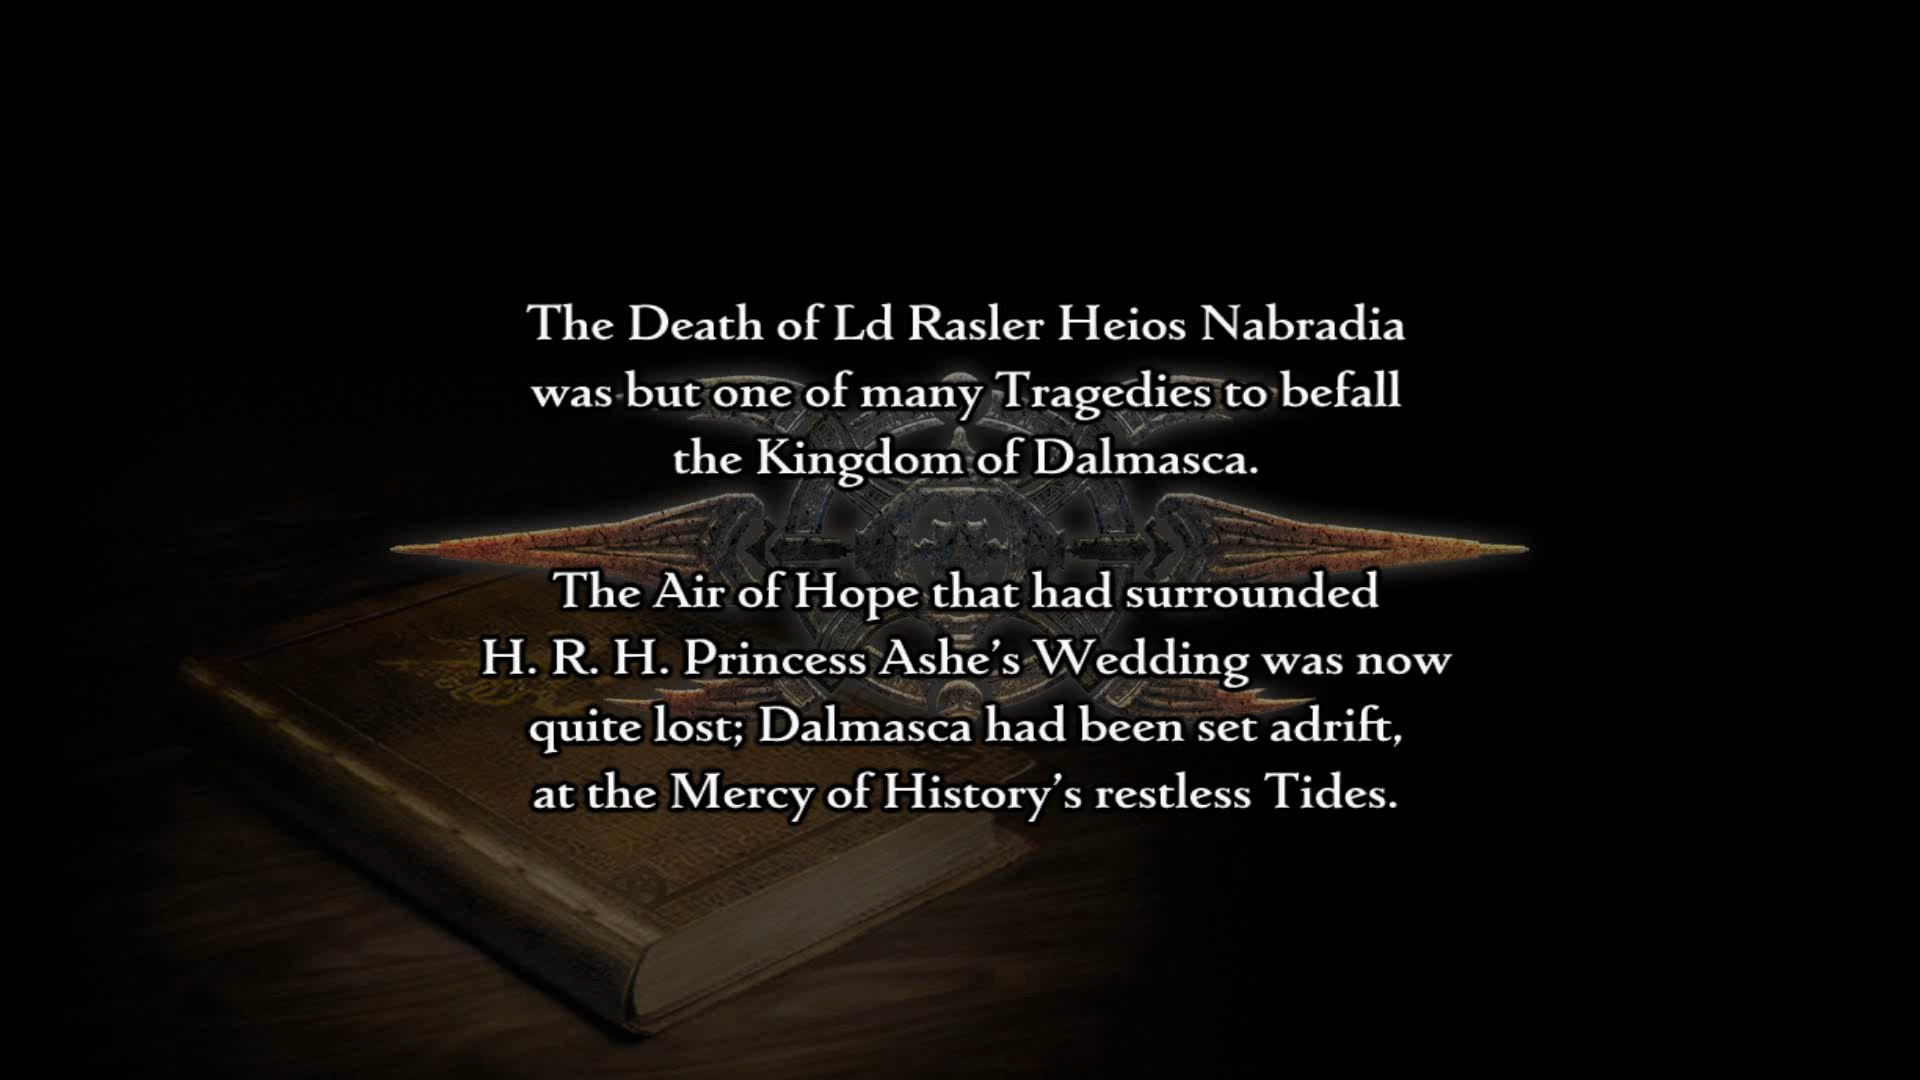 The Death of Ld Rasler Heios Nabradia
was but one of many Tragedies to befall
the Kingdom of Dalmasca.
The Air of Hope that had surrounded
H. R. H. Princess Ashe's Wedding was now
quite lost; Dalmasca had been set adrift,
at the Mercy of History's restless Tides.